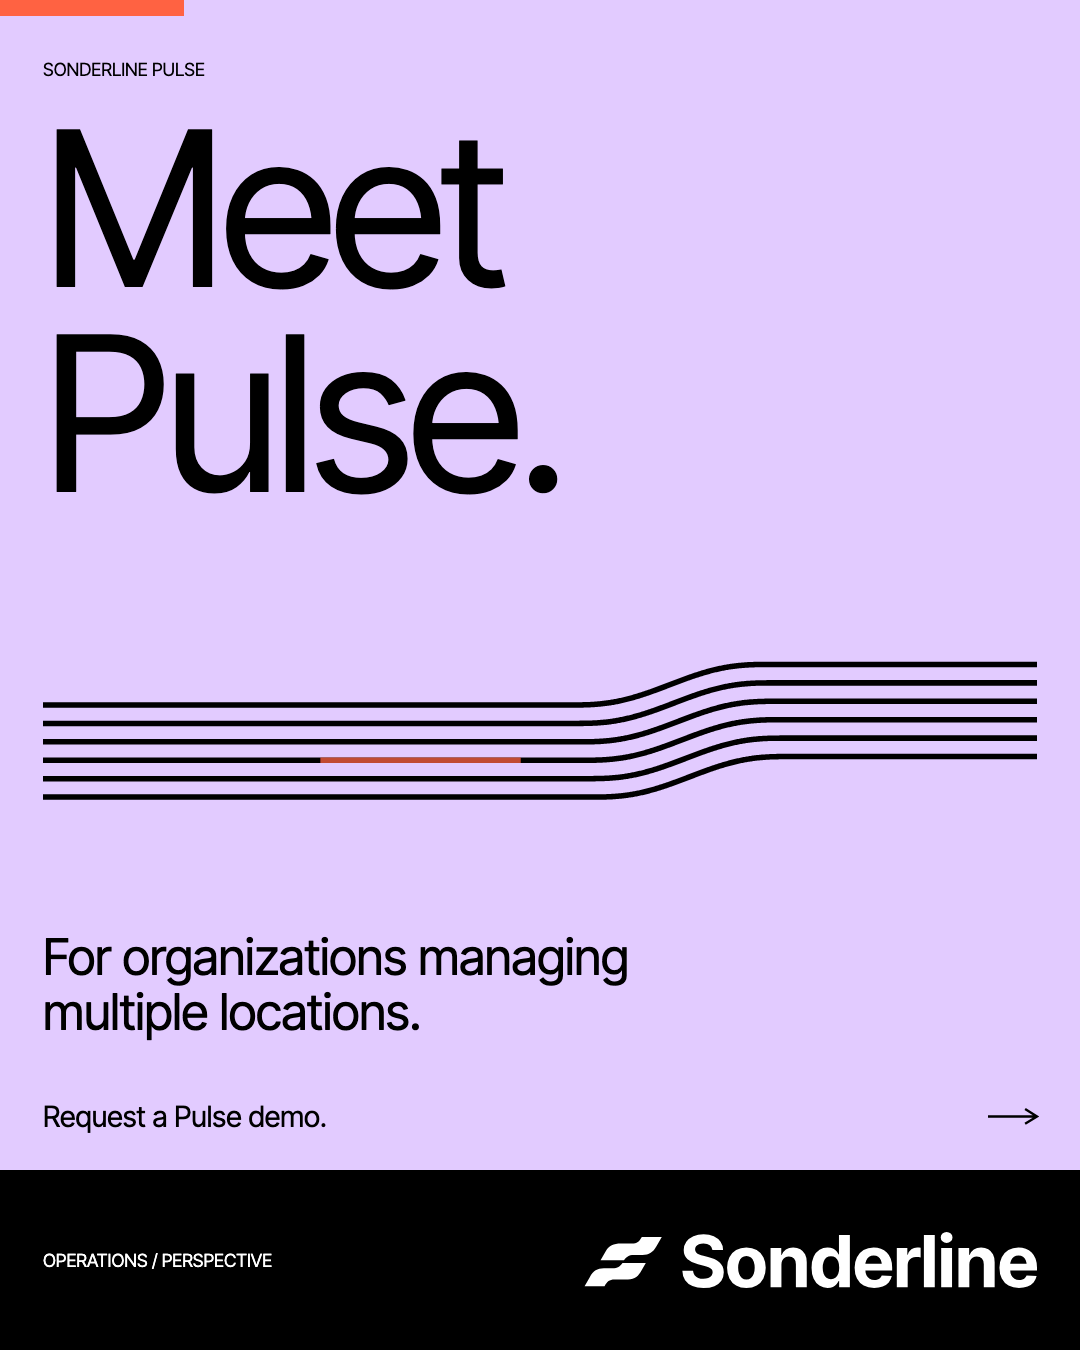 SONDERLINE PULSE
Meet
Pulse.
For organizations managing
multiple locations.
Request a Pulse demo.
OPERATIONS / PERSPECTIVE
Sonderline